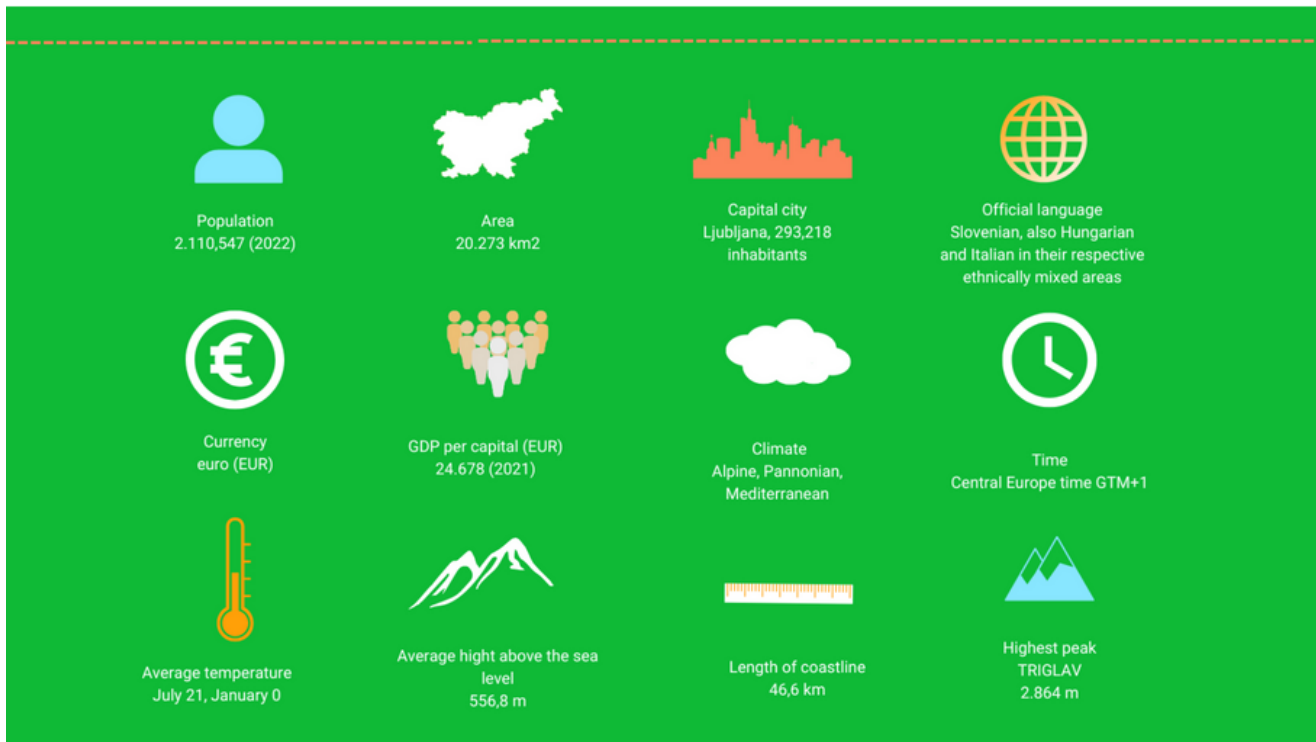 Population
2.110,547 (2022)
Area
20.273 km2
Capital city
Ljubljana, 293,218
inhabitants
Official language
Slovenian, also Hungarian
and Italian in their respective
ethnically mixed areas
Currency
euro (EUR)
GDP per capital (EUR)
24.678 (2021)
Climate
Alpine, Pannonian,
Mediterranean
Time
Central Europe time GTM+1
Average temperature
July 21, January 0
Average hight above the sea
level
556,8 m
Length of coastline
46,6 km
Highest peak
TRIGLAV
2.864 m